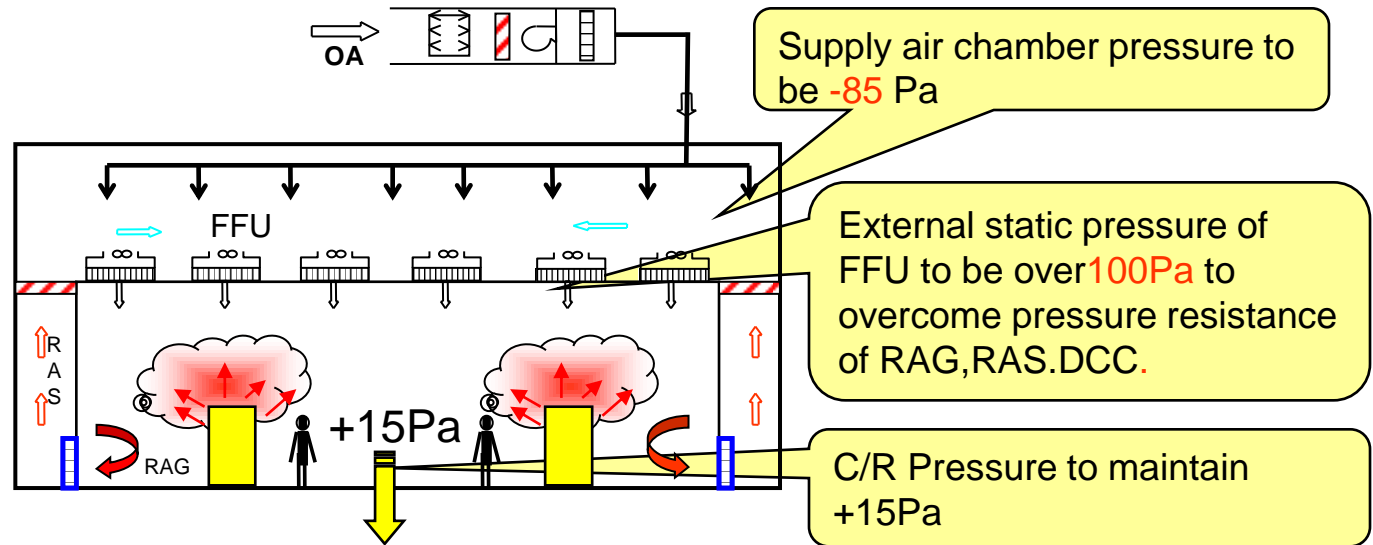 OA
Supply air chamber pressure to
be -85 Pa
FFU
External static pressure of
FFU to be over100Pa to
overcome pressure resistance
of RAG,RAS.DCC.
R
A
S
+15Pa
RAG
C/R Pressure to maintain
+15Pa